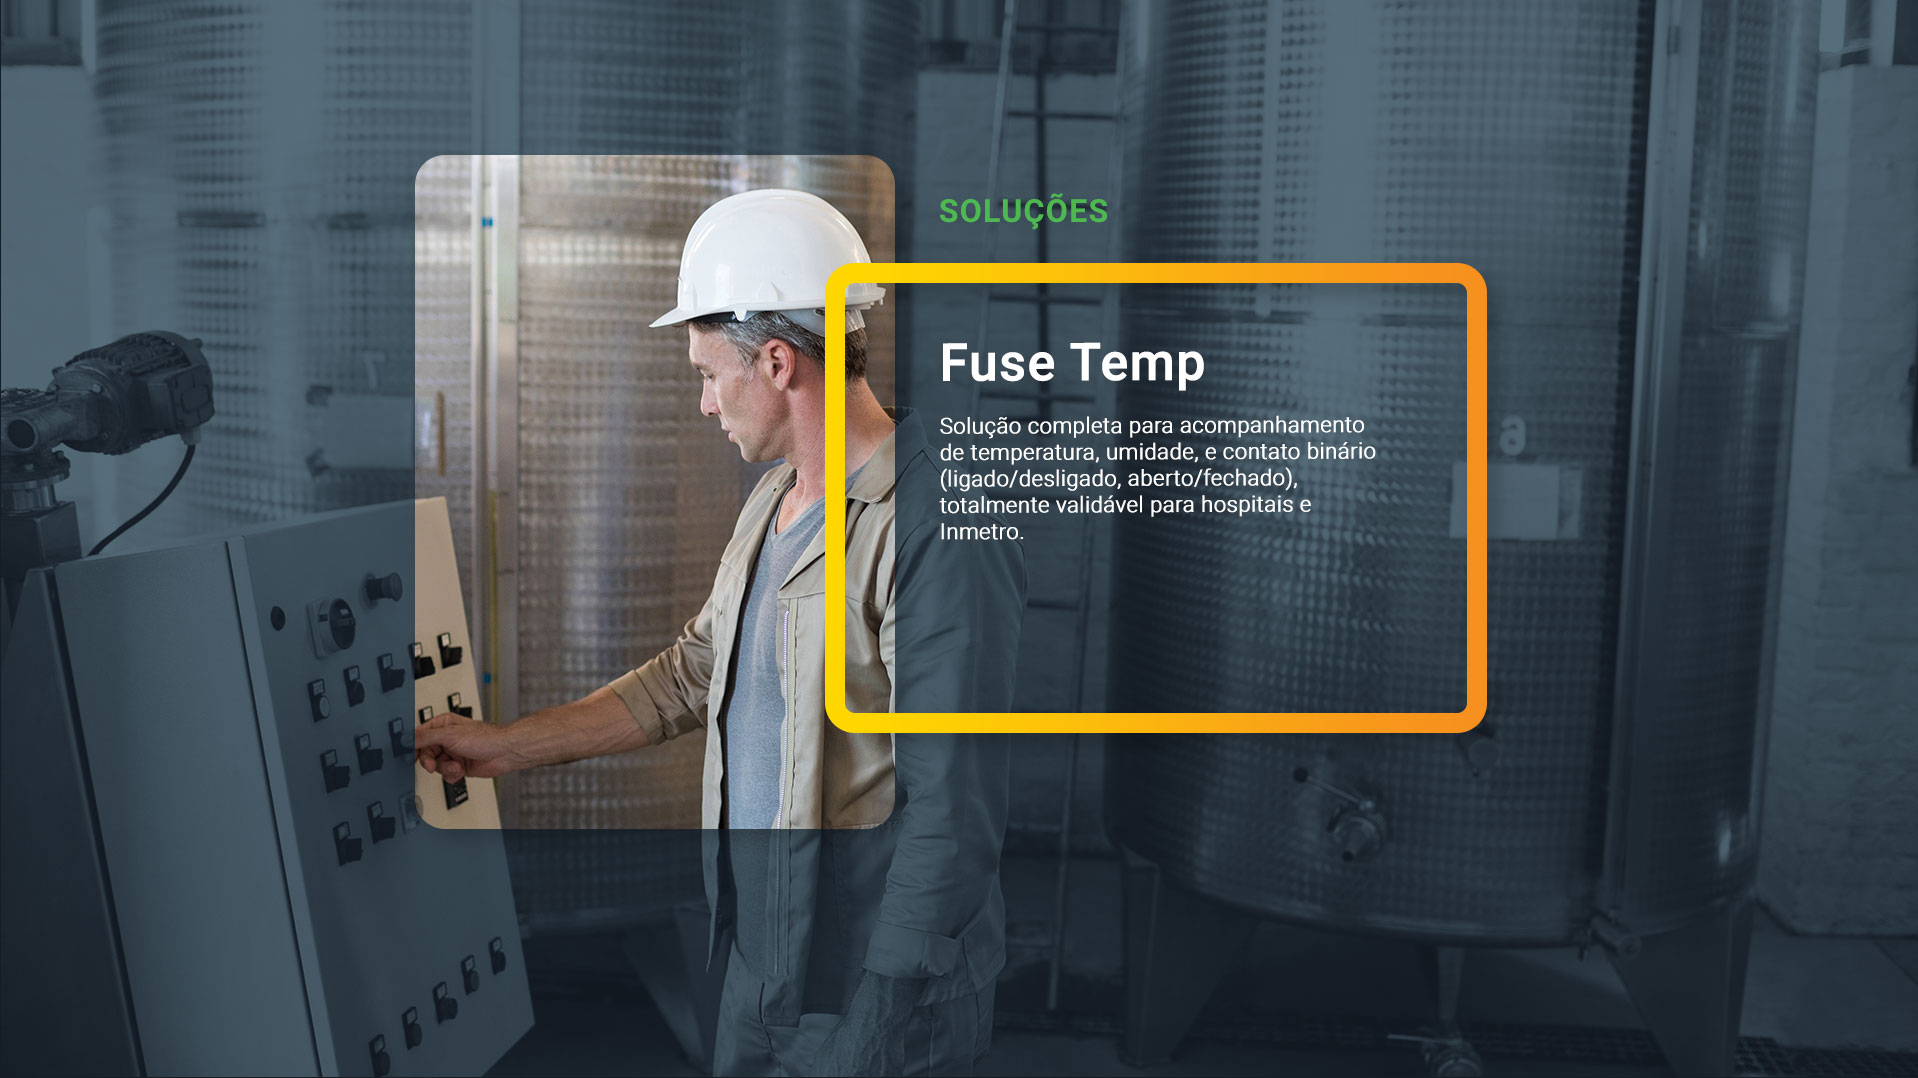 SOLUÇÕES
Fuse Temp
Solução completa para acompanhamento
de temperatura, umidade, e contato binário
(ligado/desligado, aberto/fechado),
totalmente validável para hospitais e
Inmetro.
a